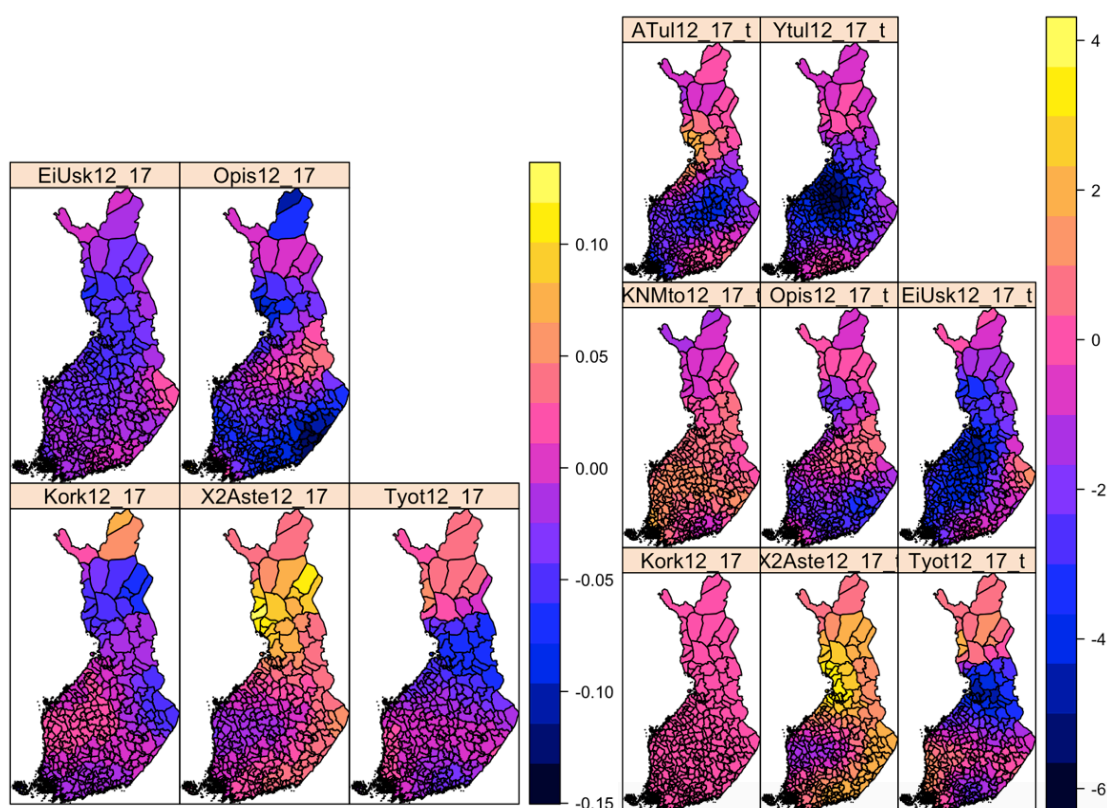 ATul12_17_t Ytul12_17_t
4
2
0
-2
-4
-6
KNMto12_17_t Opis12_17_t EiUsk12_17_t
Kork12_17 X2Aste12_17_t Tyot12_17_t
EiUsk12_17 Opis12_17
0.10
0.05
0.00
-0.05
-0.10
-0.15
Kork12_17 X2Aste12_17 Tyot12_17